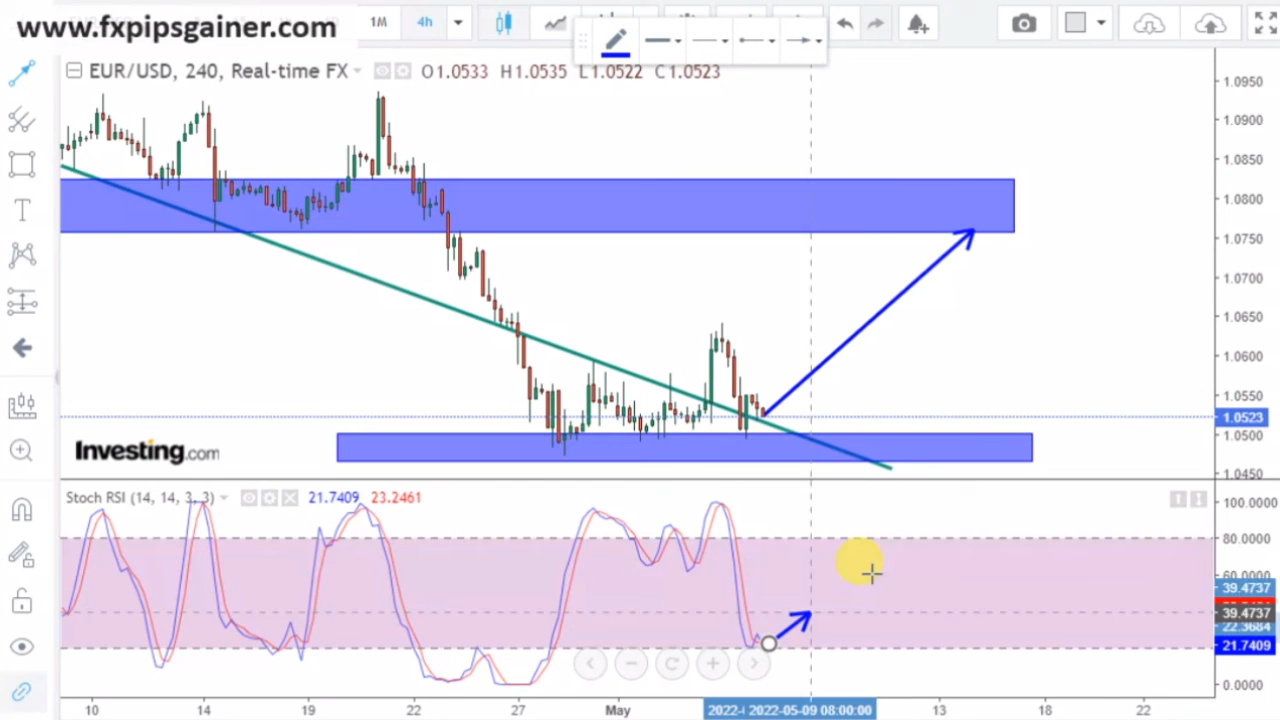 www.fxpipsgainer.com
1M
4h
EUR/USD, 240, Real-time FX
O1.0533 H1.0535 L1.0522 C1.0523
T
1.0950
1.0900
1.0850
1.0800
1.0750
1.0700
1.0650
1.0600
1.0550
1.0523
1.0500
1.0450
Investing.com
Stoch RSI (14, 14, 3, 3) 21.7409 23.2461
100.0000
80.0000
60.0000
39.4737
39.4737
22.3684
21.7409
0.0000
10 14 19 22 27 May 2022-05-09 08:00:00 13 18 22